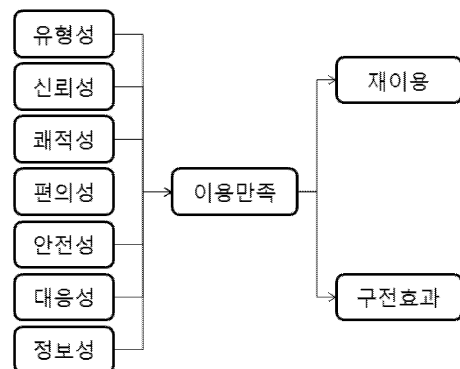 유형성
신뢰성
쾌적성
편의성
안전성
대응성
정보성
이용만족
재이용
구전효과